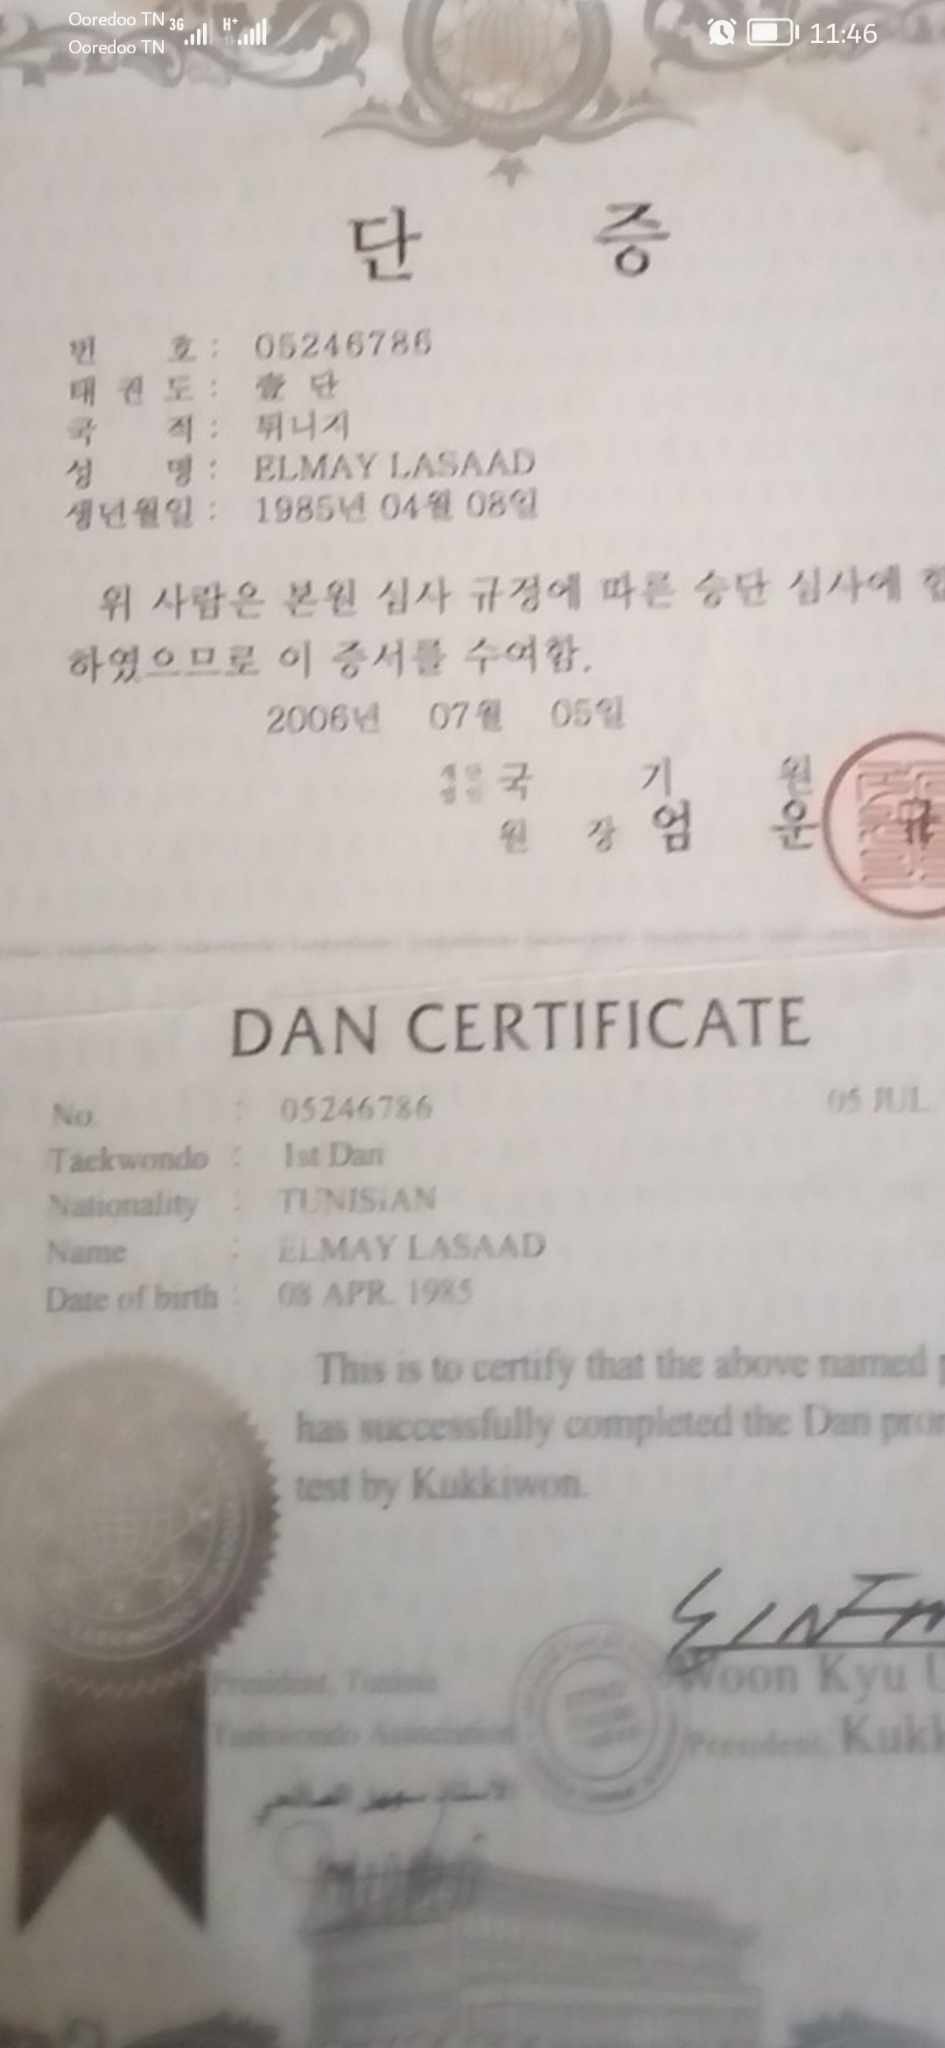 Ooredoo TN 3G H+ 11:46
Ooredoo TN
단 증
번 호 : 05246786
태 권 도 : 壹 단
국 적 : 튀니지
성 명 : ELMAY LASAAD
생년월일 : 1985년 04월 08일
위 사람은 본원 심사 규정에 따른 승단 심사에
하였으므로 이 증서를 수여함.
2006년 07월 05일
국 기 원
원 장 엄 운 규
DAN CERTIFICATE
No. : 05246786 05 JUL
Taekwondo : 1st Dan
Nationality : TUNISIAN
Name : ELMAY LASAAD
Date of birth : 08 APR. 1985
This is to certify that the above named
has successfully completed the Dan
test by Kukkiwon.
Woon Kyu
President, Tunisia
Taekwondo Association
President,